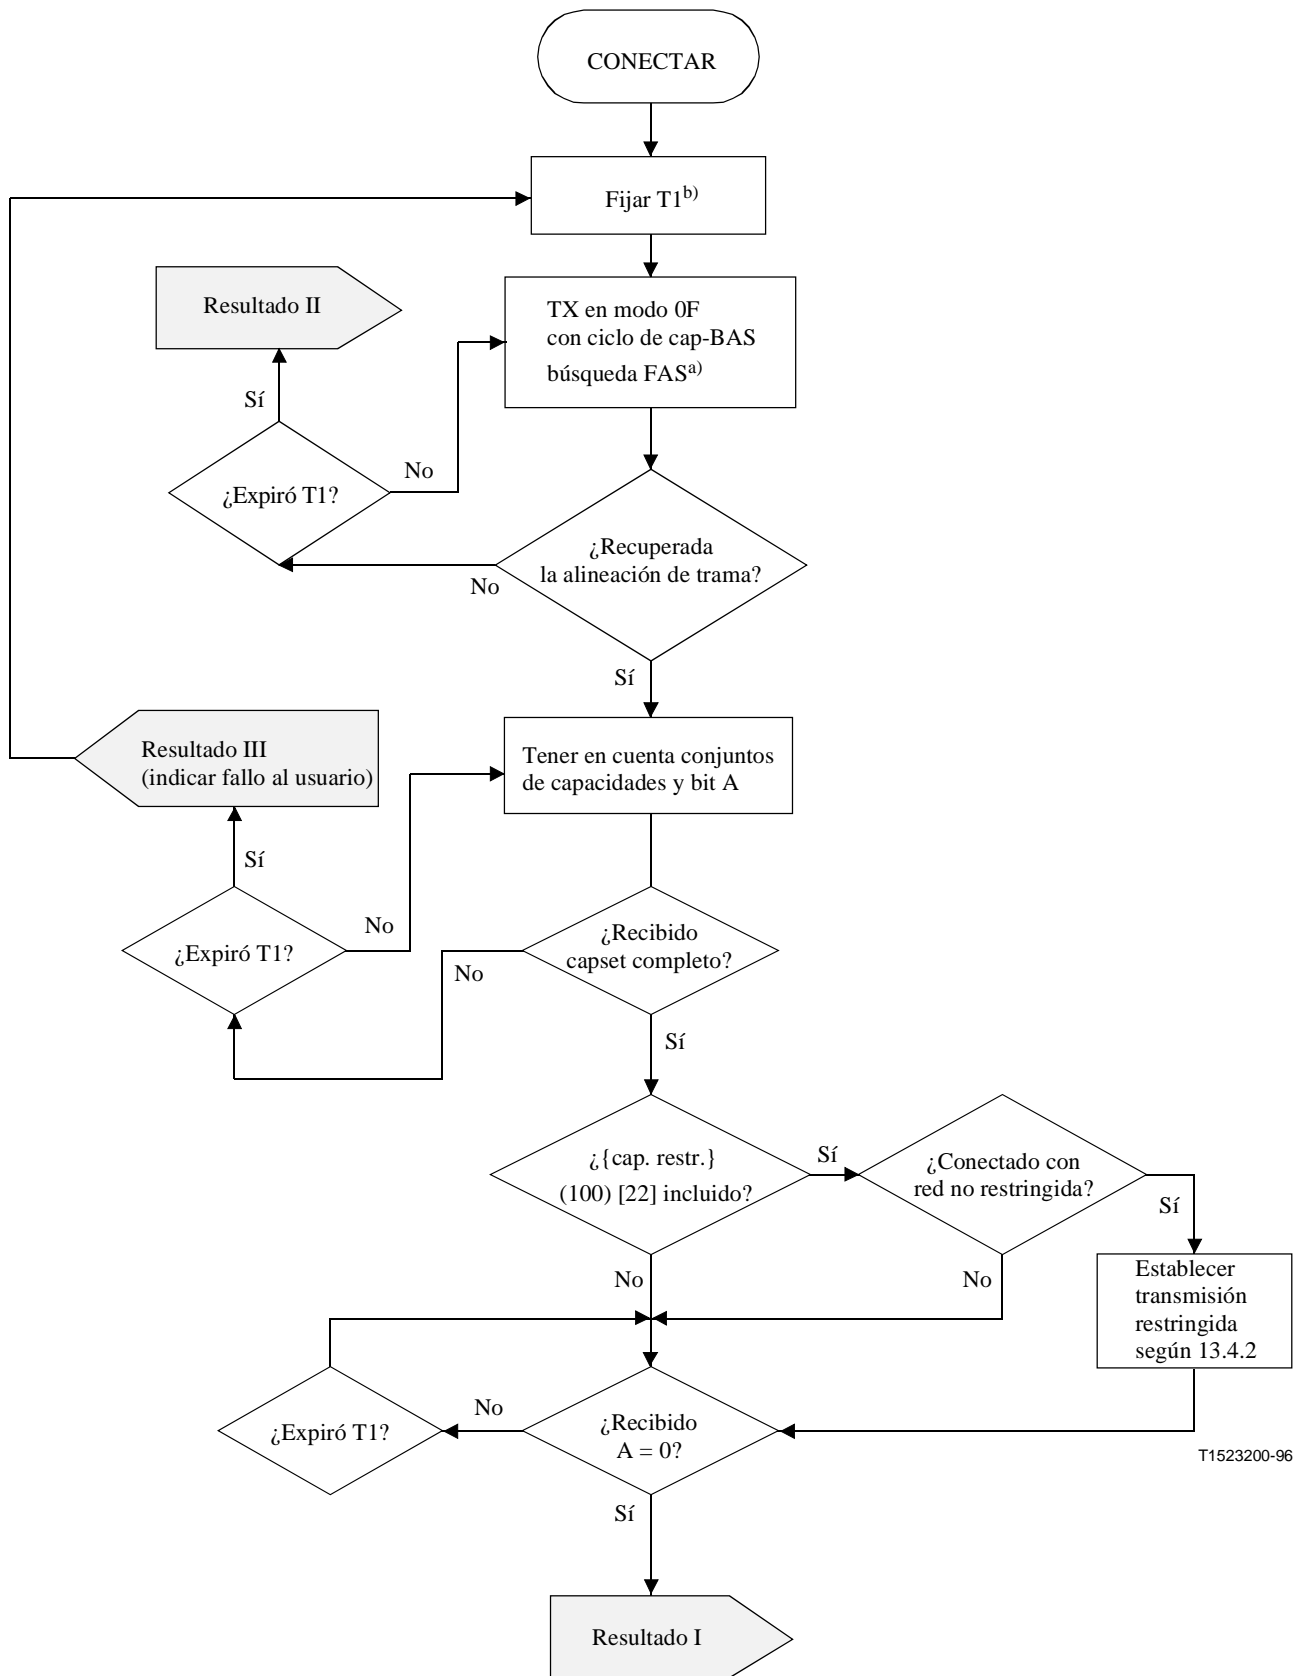 CONECTAR
Fijar T1b)
Resultado II
TX en modo 0F
con ciclo de cap-BAS
búsqueda FASa)
Sí
¿Expiró T1?
No
¿Recuperada
la alineación de trama?
No
Sí
Resultado III
(indicar fallo al usuario)
Tener en cuenta conjuntos
de capacidades y bit A
Sí
¿Expiró T1?
No
¿Recibido
capset completo?
No
Sí
¿{cap. restr.}
(100) [22] incluido?
Sí
¿Conectado con
red no restringida?
Sí
No
No
Establecer
transmisión
restringida
según 13.4.2
¿Expiró T1?
No
¿Recibido
A = 0?
T1523200-96
Sí
Resultado I